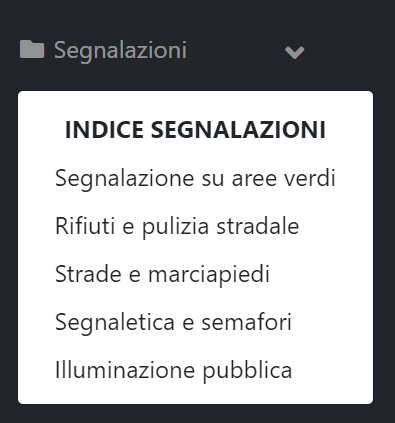 Segnalazioni
INDICE SEGNALAZIONI
Segnalazione su aree verdi
Rifiuti e pulizia stradale
Strade e marciapiedi
Segnaletica e semafori
Illuminazione pubblica